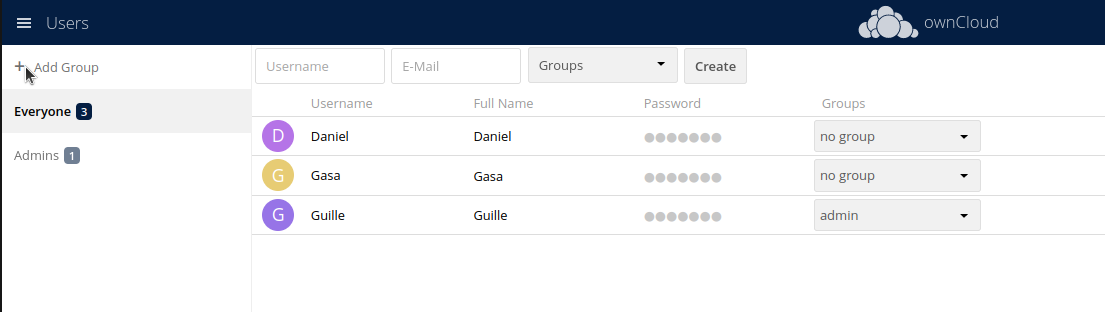 Users
ownCloud
+ Add Group
Username
E-Mail
Groups
Create
Everyone 3
Admins 1
Username Full Name Password Groups
D Daniel Daniel ●●●●●●● no group
G Gasa Gasa ●●●●●●● no group
G Guille Guille ●●●●●●● admin